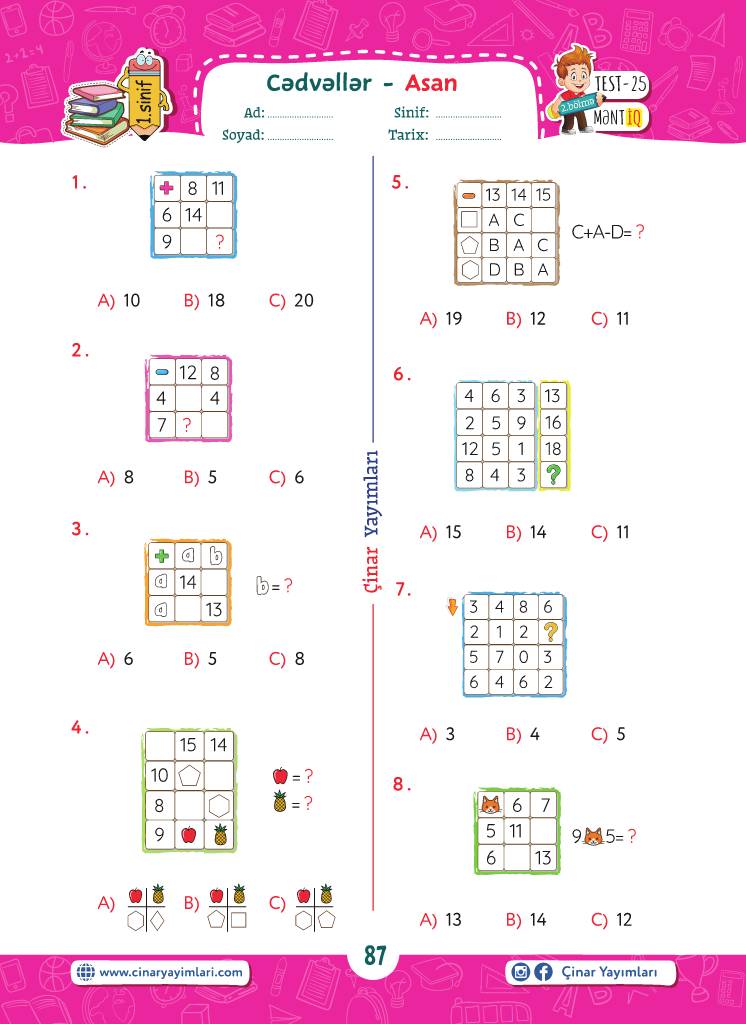 Cədvəllər - Asan
1.sinif
Ad: ........................
Sinif: ........................
Soyad: ........................
Tarix: ........................
TEST-25
2.bölmə
MƏNTİQ
1.
+ 8 11
6 14
9 ?
A) 10 B) 18 C) 20
2.
- 12 8
4 4
7 ?
A) 8 B) 5 C) 6
3.
+ a b
a 14
a 13
b = ?
A) 6 B) 5 C) 8
4.
15 14
10
8
9
= ?
= ?
A) B) C)
Çinar Yayımları
5.
- 13 14 15
A C
B A C
D B A
C+A-D= ?
A) 19 B) 12 C) 11
6.
4 6 3 13
2 5 9 16
12 5 1 18
8 4 3 ?
A) 15 B) 14 C) 11
7.
3 4 8 6
2 1 2 ?
5 7 0 3
6 4 6 2
A) 3 B) 4 C) 5
8.
6 7
5 11
6 13
9 5= ?
A) 13 B) 14 C) 12
87
www.cinaryayimlari.com
Çinar Yayımları